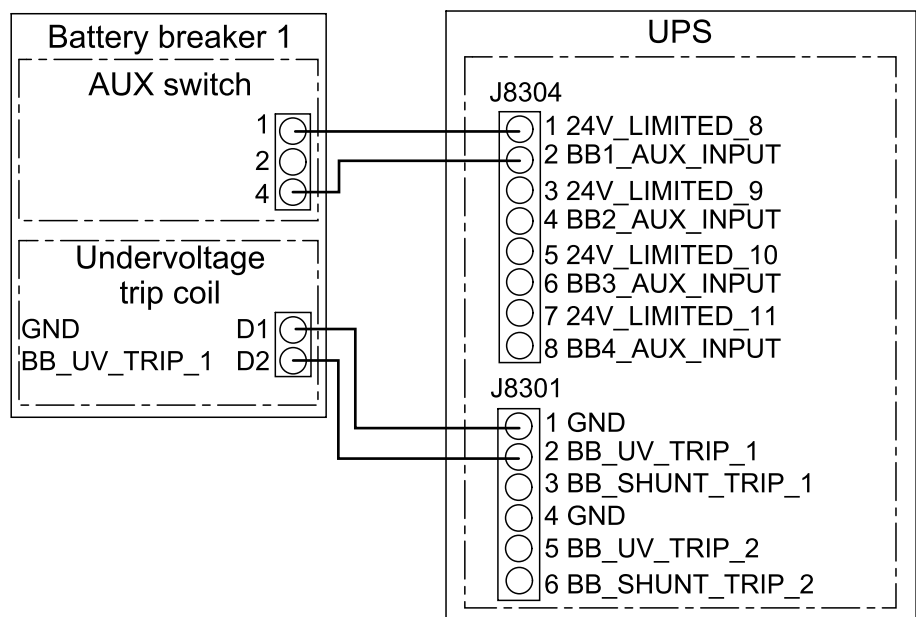 Battery breaker 1
AUX switch
1
2
4
Undervoltage
trip coil
GND D1
BB_UV_TRIP_1 D2
UPS
J8304
1 24V_LIMITED_8
2 BB1_AUX_INPUT
3 24V_LIMITED_9
4 BB2_AUX_INPUT
5 24V_LIMITED_10
6 BB3_AUX_INPUT
7 24V_LIMITED_11
8 BB4_AUX_INPUT
J8301
1 GND
2 BB_UV_TRIP_1
3 BB_SHUNT_TRIP_1
4 GND
5 BB_UV_TRIP_2
6 BB_SHUNT_TRIP_2